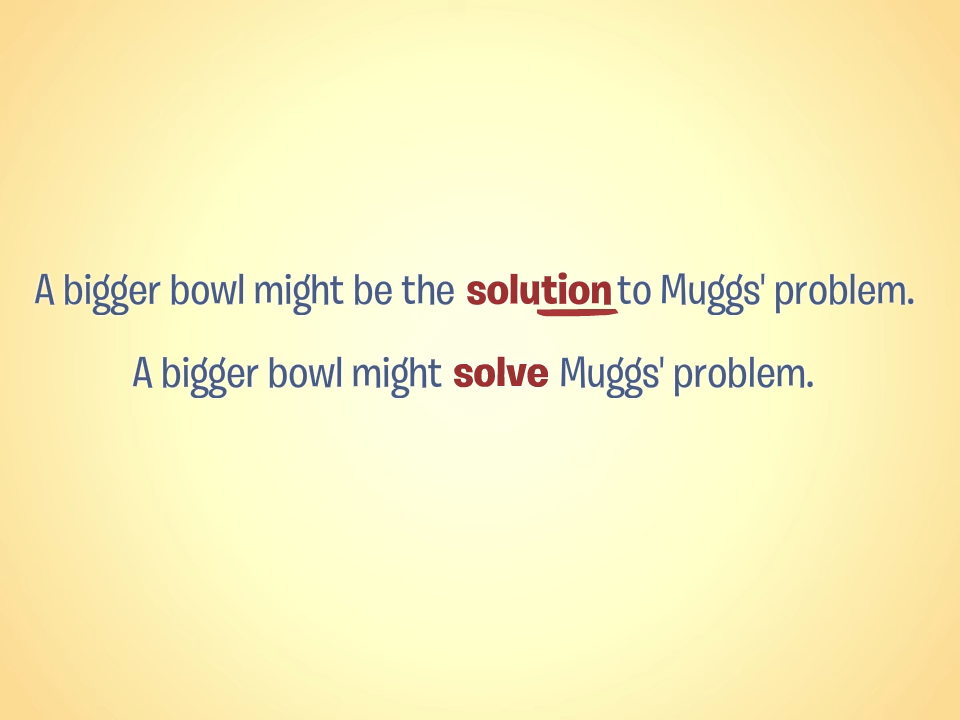 A bigger bowl might be the solution to Muggs' problem.
A bigger bowl might solve Muggs' problem.